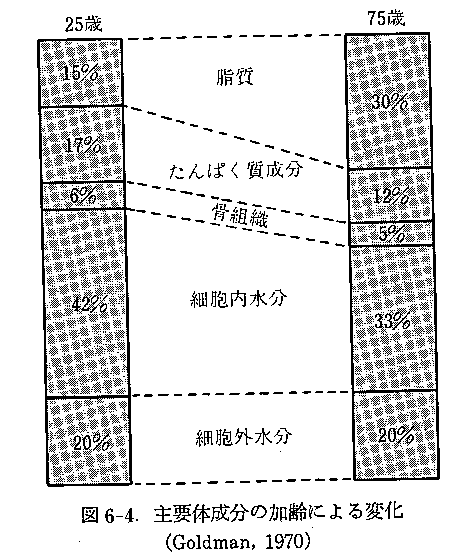 25歳 75歳
15% 脂質 30%
17% たんぱく質成分 12%
6% 骨組織 5%
42% 細胞内水分 33%
20% 細胞外水分 20%
図 6-4. 主要体成分の加齢による変化
(Goldman, 1970)